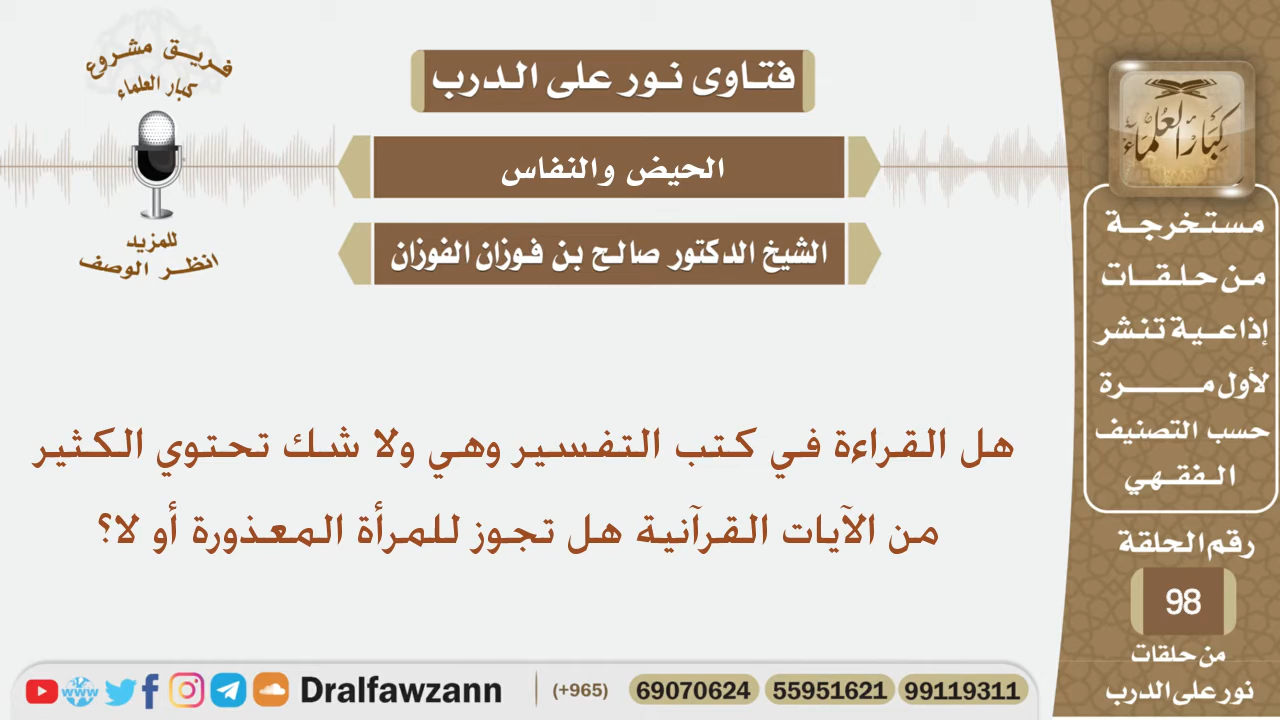 فريق مشروع
كبار العلماء
للمزيد
انظر الوصف
فتاوى نور على الدرب
الحيض والنفاس
الشيخ الدكتور صالح بن فوزان الفوزان
هل القراءة في كتب التفسير وهي ولا شك تحتوي الكثير
من الآيات القرآنية هل تجوز للمرأة المعذورة أو لا؟
كبار العلماء
مستخرجة
من حلقات
إذاعية تنشر
لأول مرة
حسب التصنيف
الفقهي
رقم الحلقة
98
من حلقات
نور على الدرب
www Dralfawzann (+965) 69070624 55951621 99119311